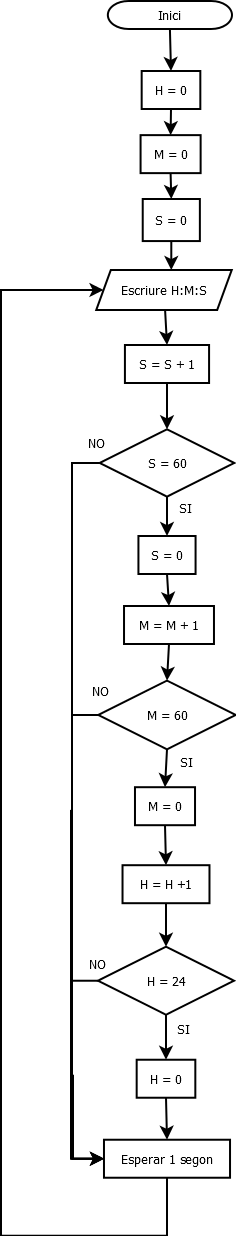 Inici
H = 0
M = 0
S = 0
Escriure H:M:S
S = S + 1
NO
S = 60
SI
S = 0
M = M + 1
NO
M = 60
SI
M = 0
H = H +1
NO
H = 24
SI
H = 0
Esperar 1 segon